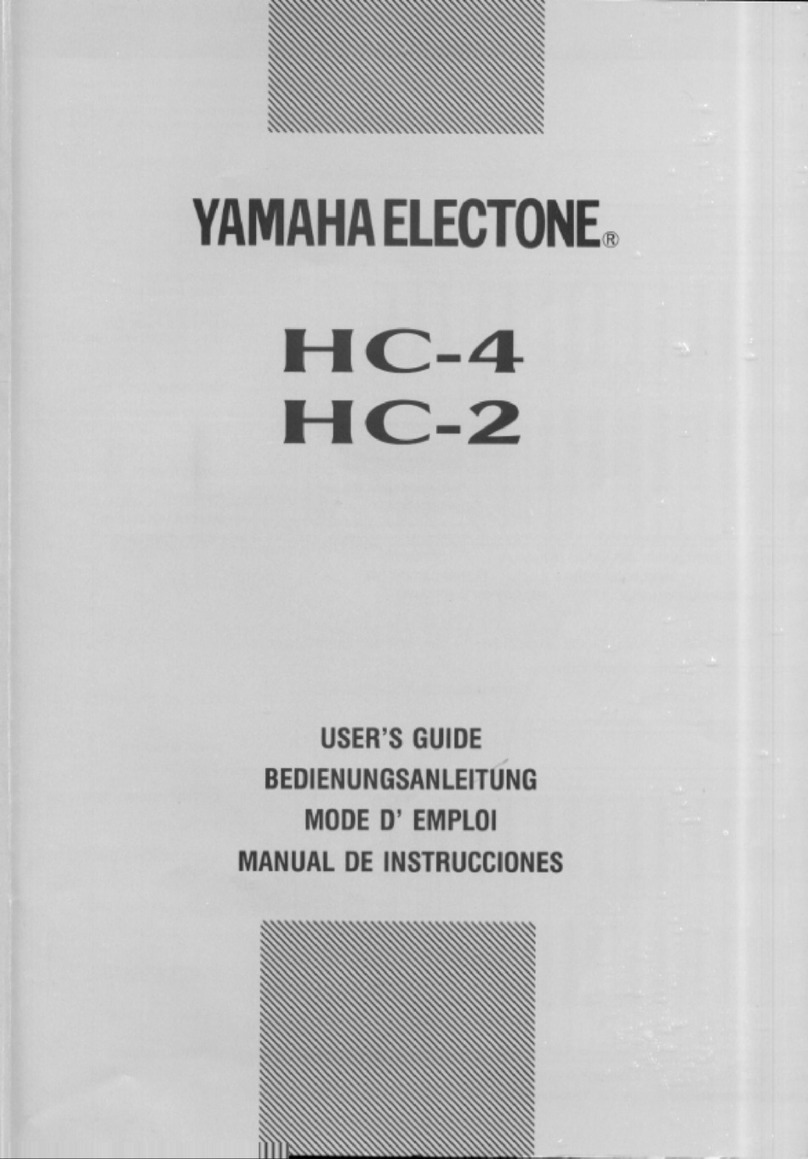 YAMAHA ELECTONE®
HC-4
HC-2
USER'S GUIDE
BEDIENUNGSANLEITUNG
MODE D' EMPLOI
MANUAL DE INSTRUCCIONES